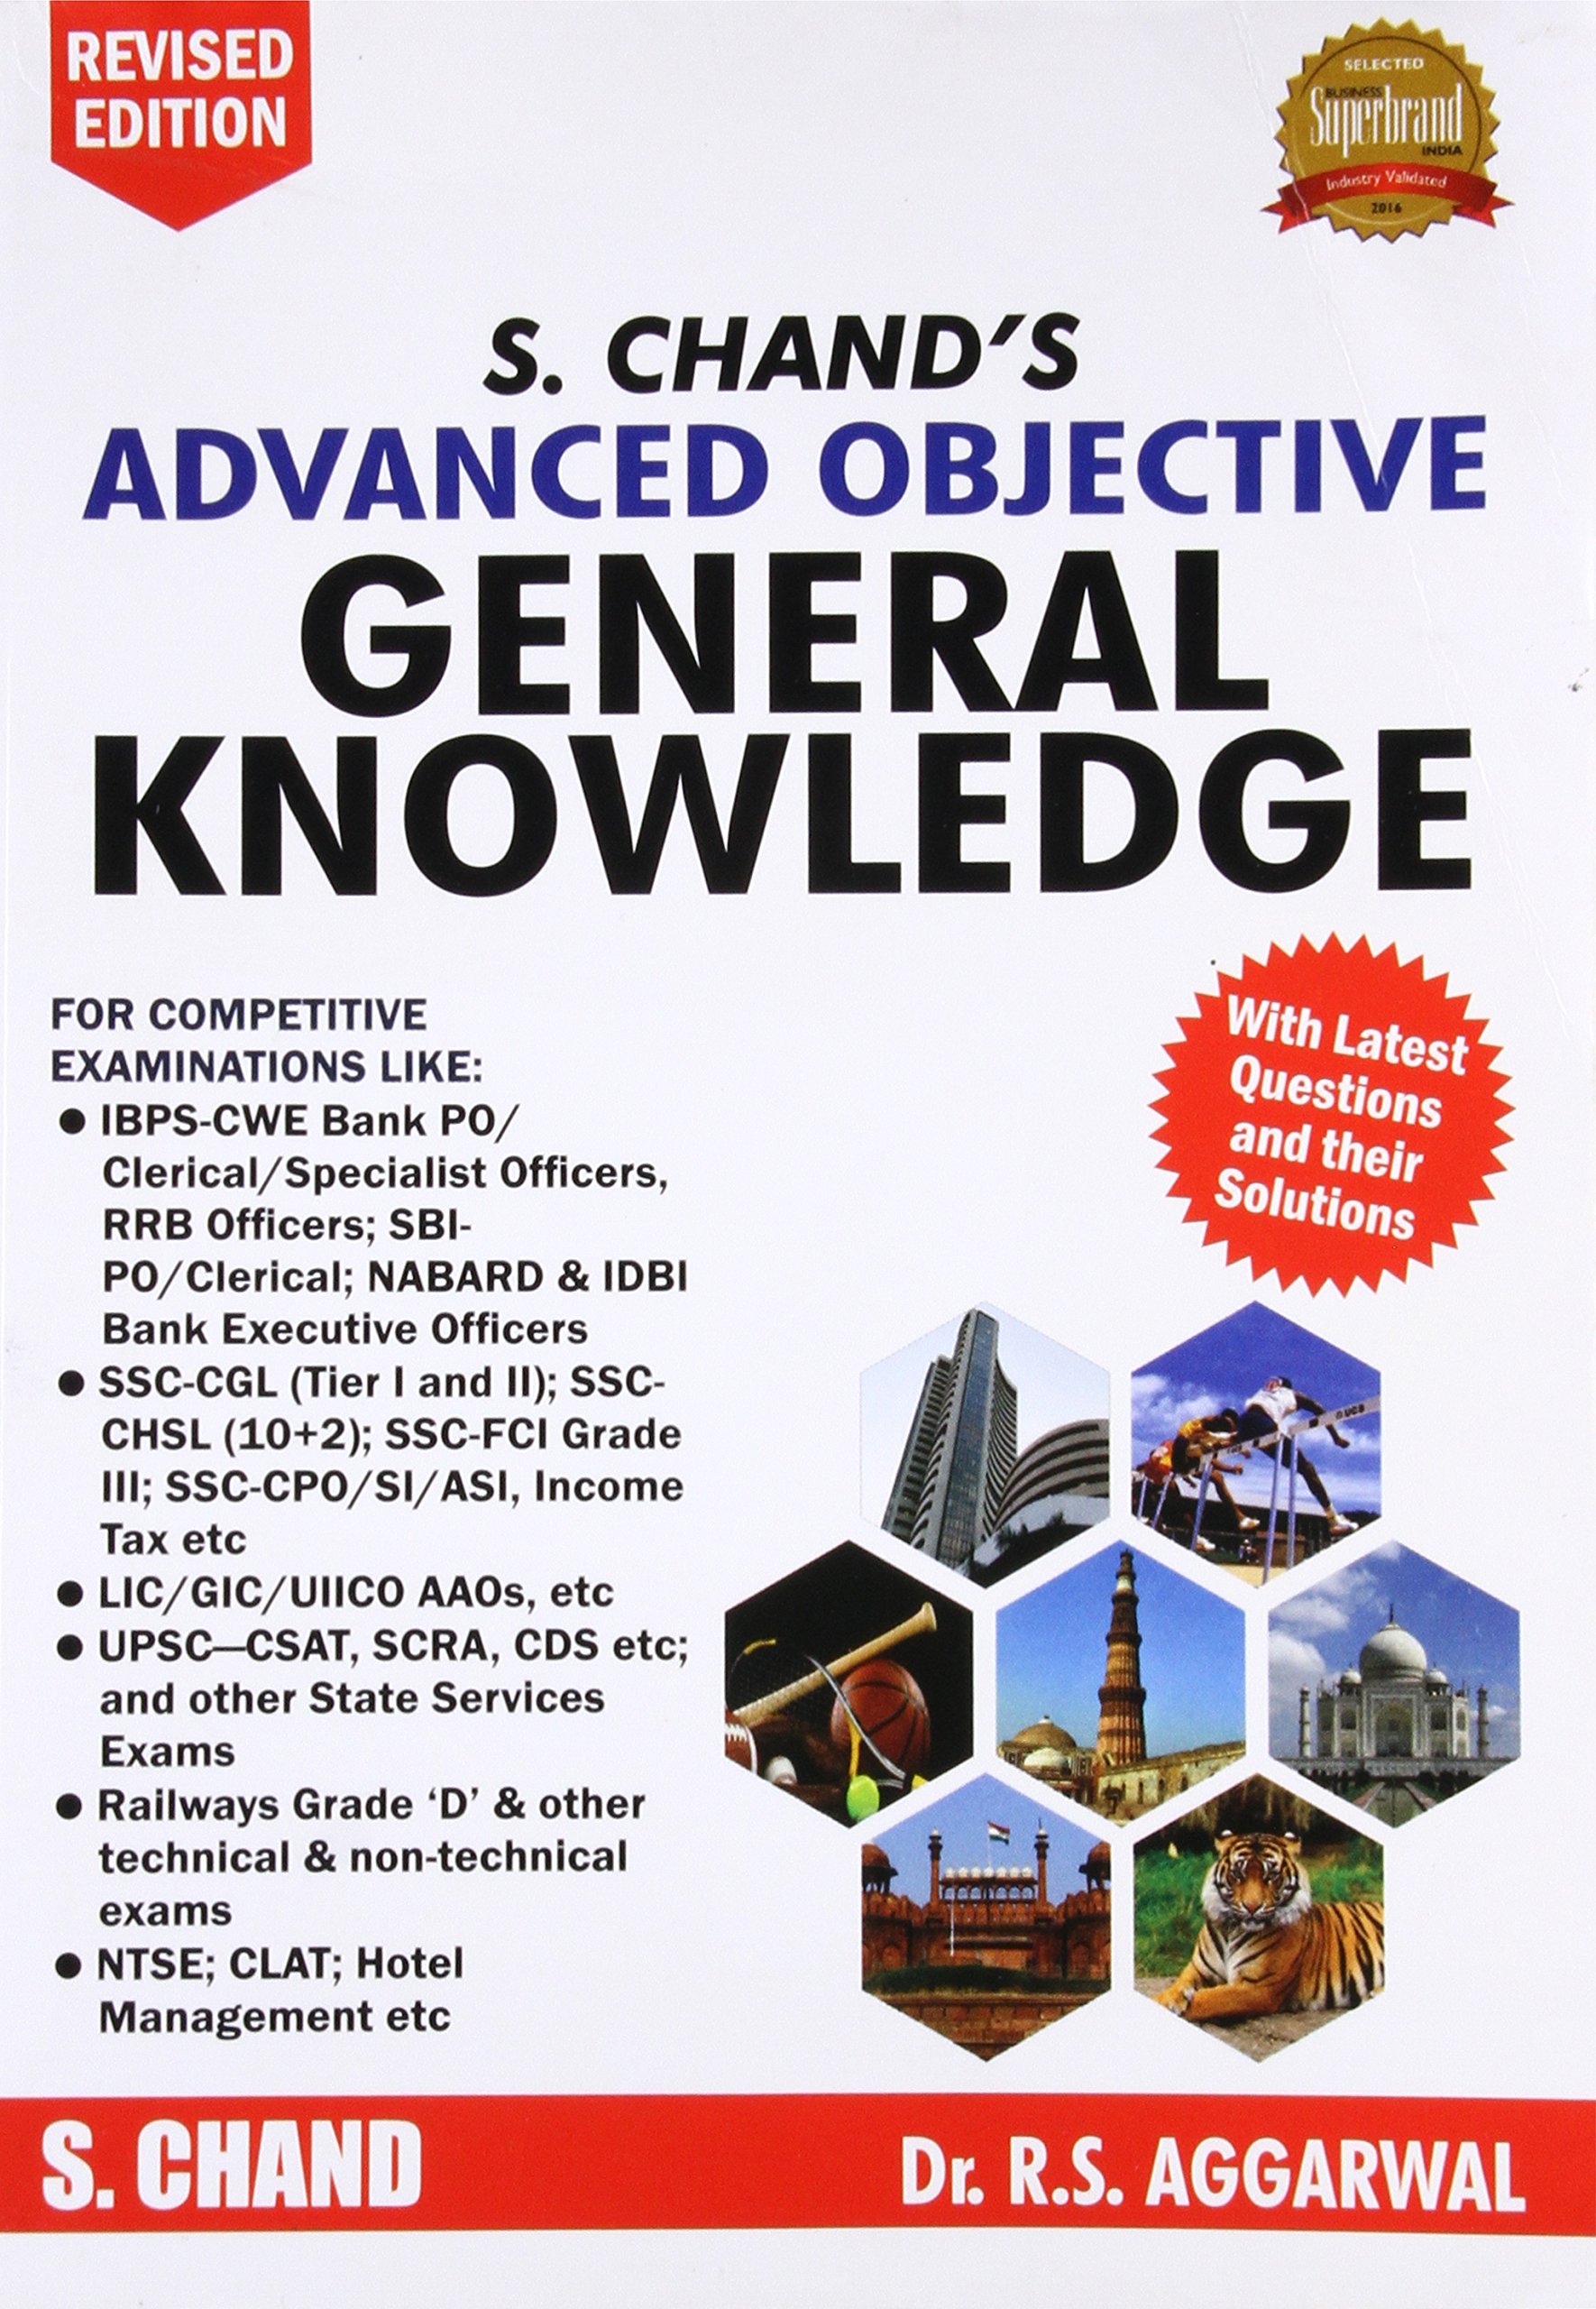 REVISED
EDITION
SELECTED
BUSINESS
Superbrand
INDIA
Industry Validated
2016
S. CHAND'S
ADVANCED OBJECTIVE
GENERAL
KNOWLEDGE
FOR COMPETITIVE
EXAMINATIONS LIKE:
● IBPS-CWE Bank PO/
Clerical/Specialist Officers,
RRB Officers; SBI-
PO/Clerical; NABARD & IDBI
Bank Executive Officers
● SSC-CGL (Tier I and II); SSC-
CHSL (10+2); SSC-FCI Grade
III; SSC-CPO/SI/ASI, Income
Tax etc
● LIC/GIC/UIICO AAOs, etc
● UPSC—CSAT, SCRA, CDS etc;
and other State Services
Exams
● Railways Grade ‘D’ & other
technical & non-technical
exams
● NTSE; CLAT; Hotel
Management etc
With Latest
Questions
and their
Solutions
UCB
S. CHAND
Dr. R.S. AGGARWAL